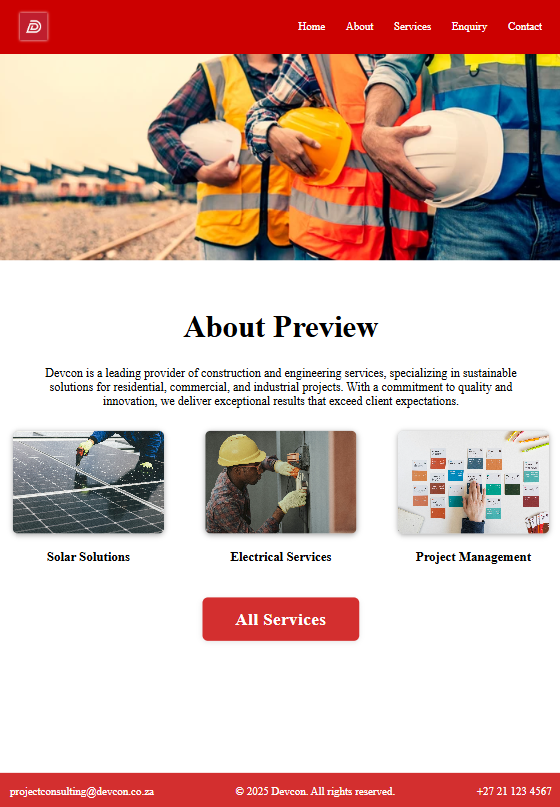 Home About Services Enquiry Contact
About Preview
Devcon is a leading provider of construction and engineering services, specializing in sustainable
solutions for residential, commercial, and industrial projects. With a commitment to quality and
innovation, we deliver exceptional results that exceed client expectations.
Solar Solutions Electrical Services Project Management
All Services
projectconsulting@devcon.co.za © 2025 Devcon. All rights reserved. +27 21 123 4567